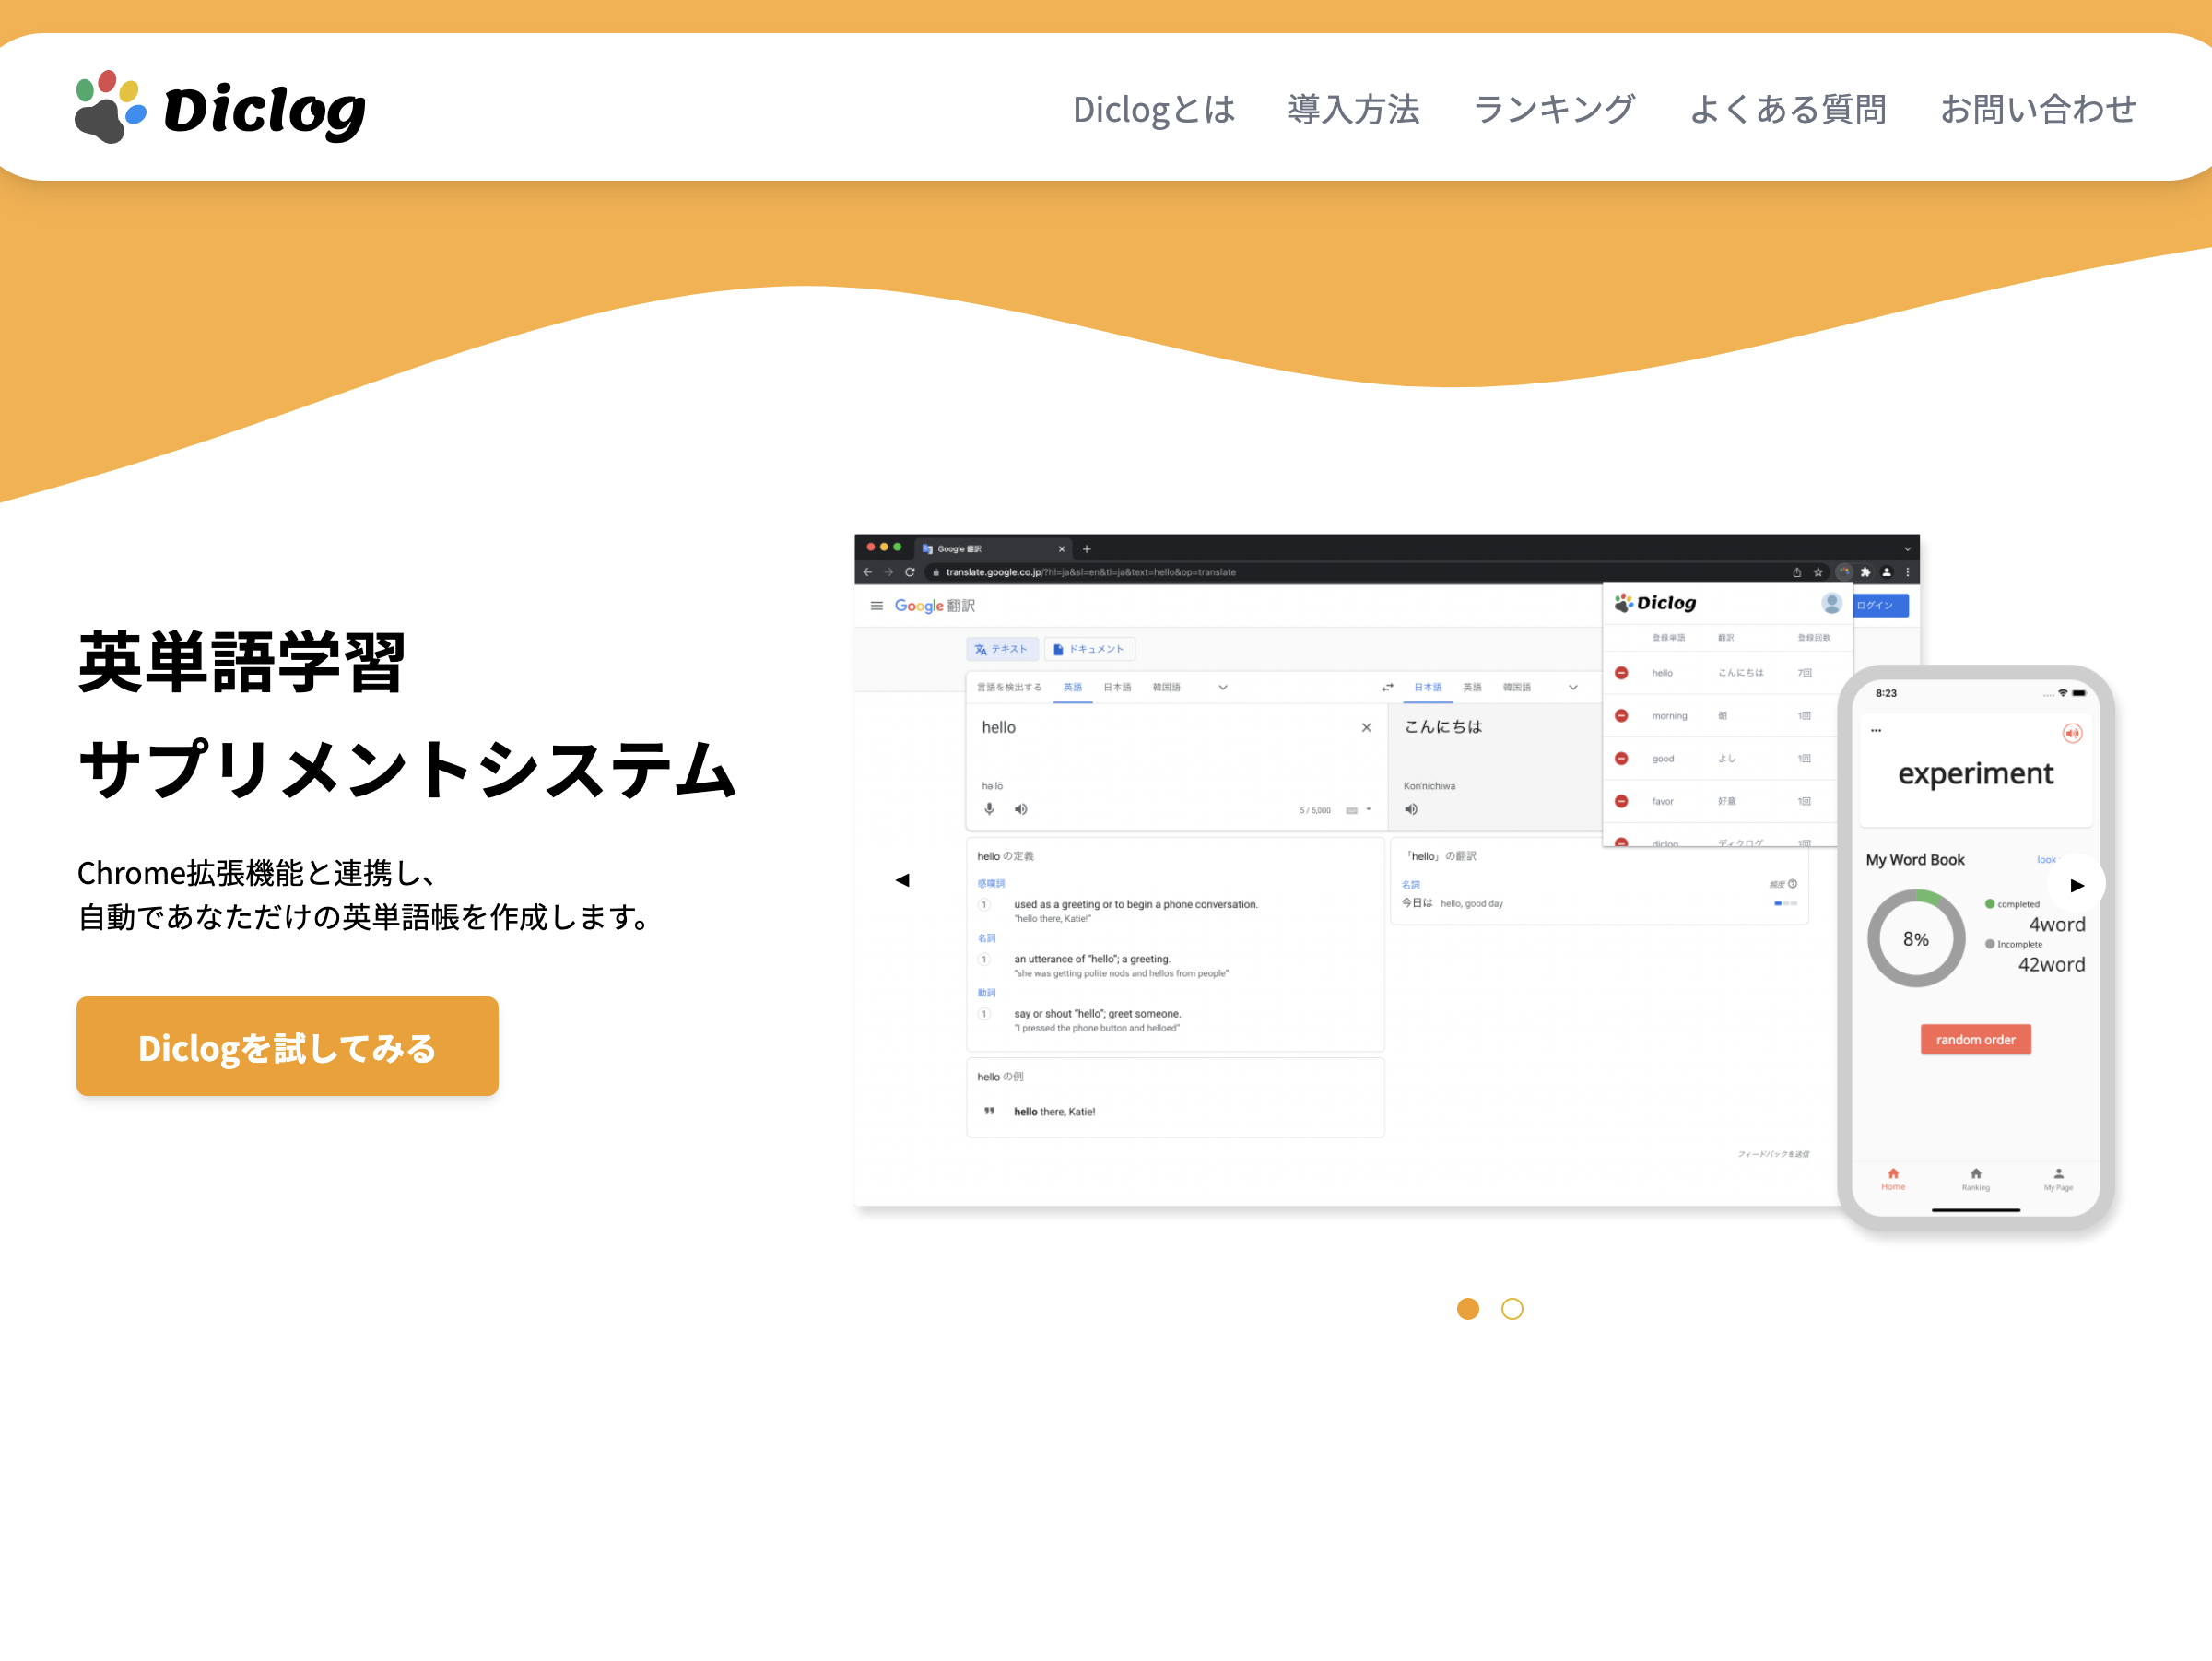 Diclog
Diclogとは 導入方法 ランキング よくある質問 お問い合わせ
英単語学習
サプリメントシステム
Chrome拡張機能と連携し、
自動であなただけの英単語帳を作成します。
Diclogを試してみる
Google 翻訳
translate.google.co.jp/?hl=ja&sl=en&tl=ja&text=hello&op=translate
Google 翻訳
ログイン
テキスト ドキュメント
言語を検出する 英語 日本語 韓国語
日本語 英語 韓国語
hello
こんにちは
həˈlō
Kon'nichiwa
5 / 5,000
hello の定義
感嘆詞
1 used as a greeting or to begin a phone conversation.
"hello there, Katie!"
名詞
1 an utterance of "hello"; a greeting.
"she was getting polite nods and hellos from people"
動詞
1 say or shout "hello"; greet someone.
"I pressed the phone button and helloed"
hello の例
hello there, Katie!
「hello」の翻訳
名詞 頻度
今日は hello, good day
フィードバックを送信
Diclog
登録単語 翻訳 登録回数
hello こんにちは 7回
morning 朝 1回
good よし 1回
favor 好意 1回
diclog ディクログ 1回
8:23
experiment
My Word Book look
8%
completed
4word
Incomplete
42word
random order
Home Ranking My Page